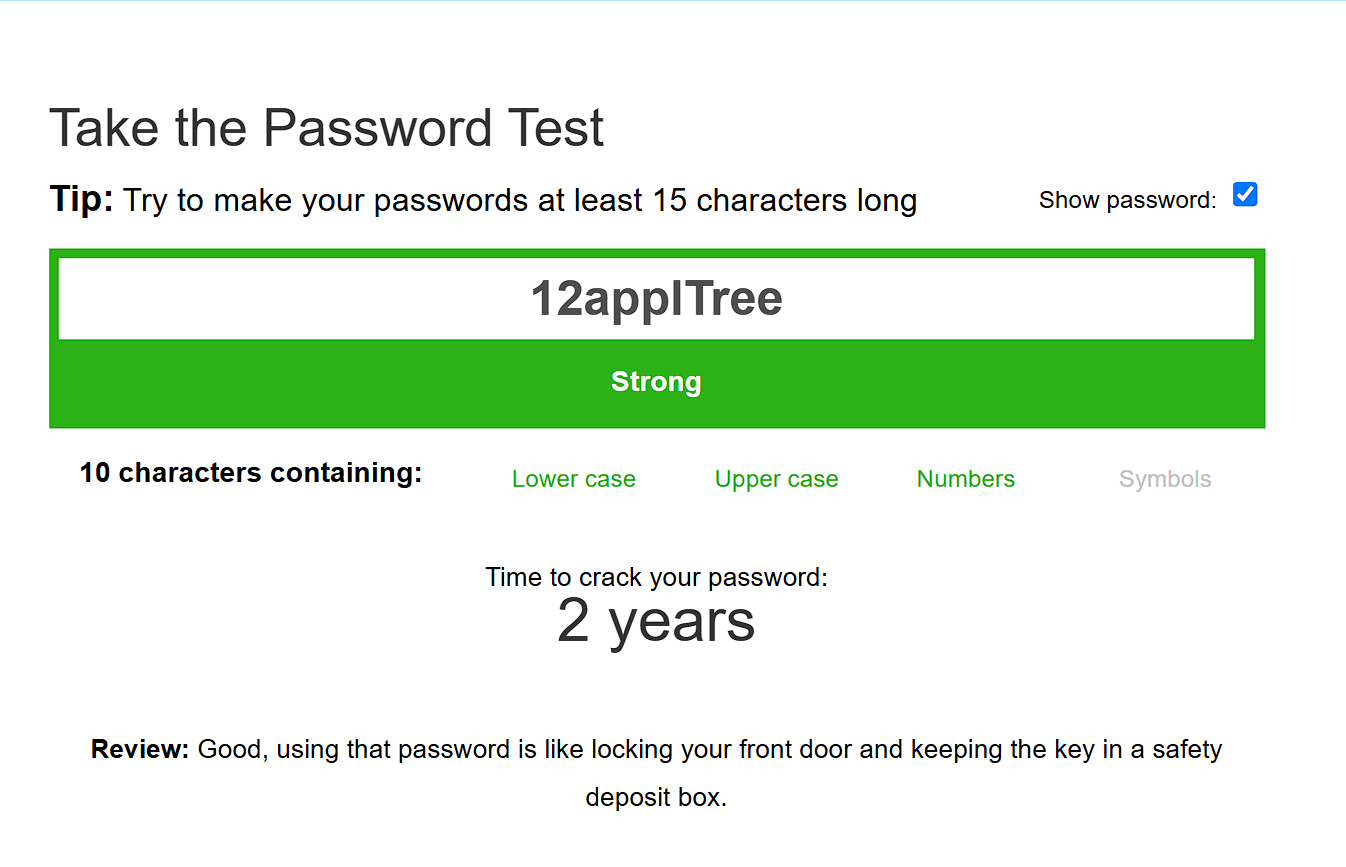 Take the Password Test
Tip: Try to make your passwords at least 15 characters long
Show password:
12applTree
Strong
10 characters containing:
Lower case
Upper case
Numbers
Symbols
Time to crack your password:
2 years
Review: Good, using that password is like locking your front door and keeping the key in a safety
deposit box.